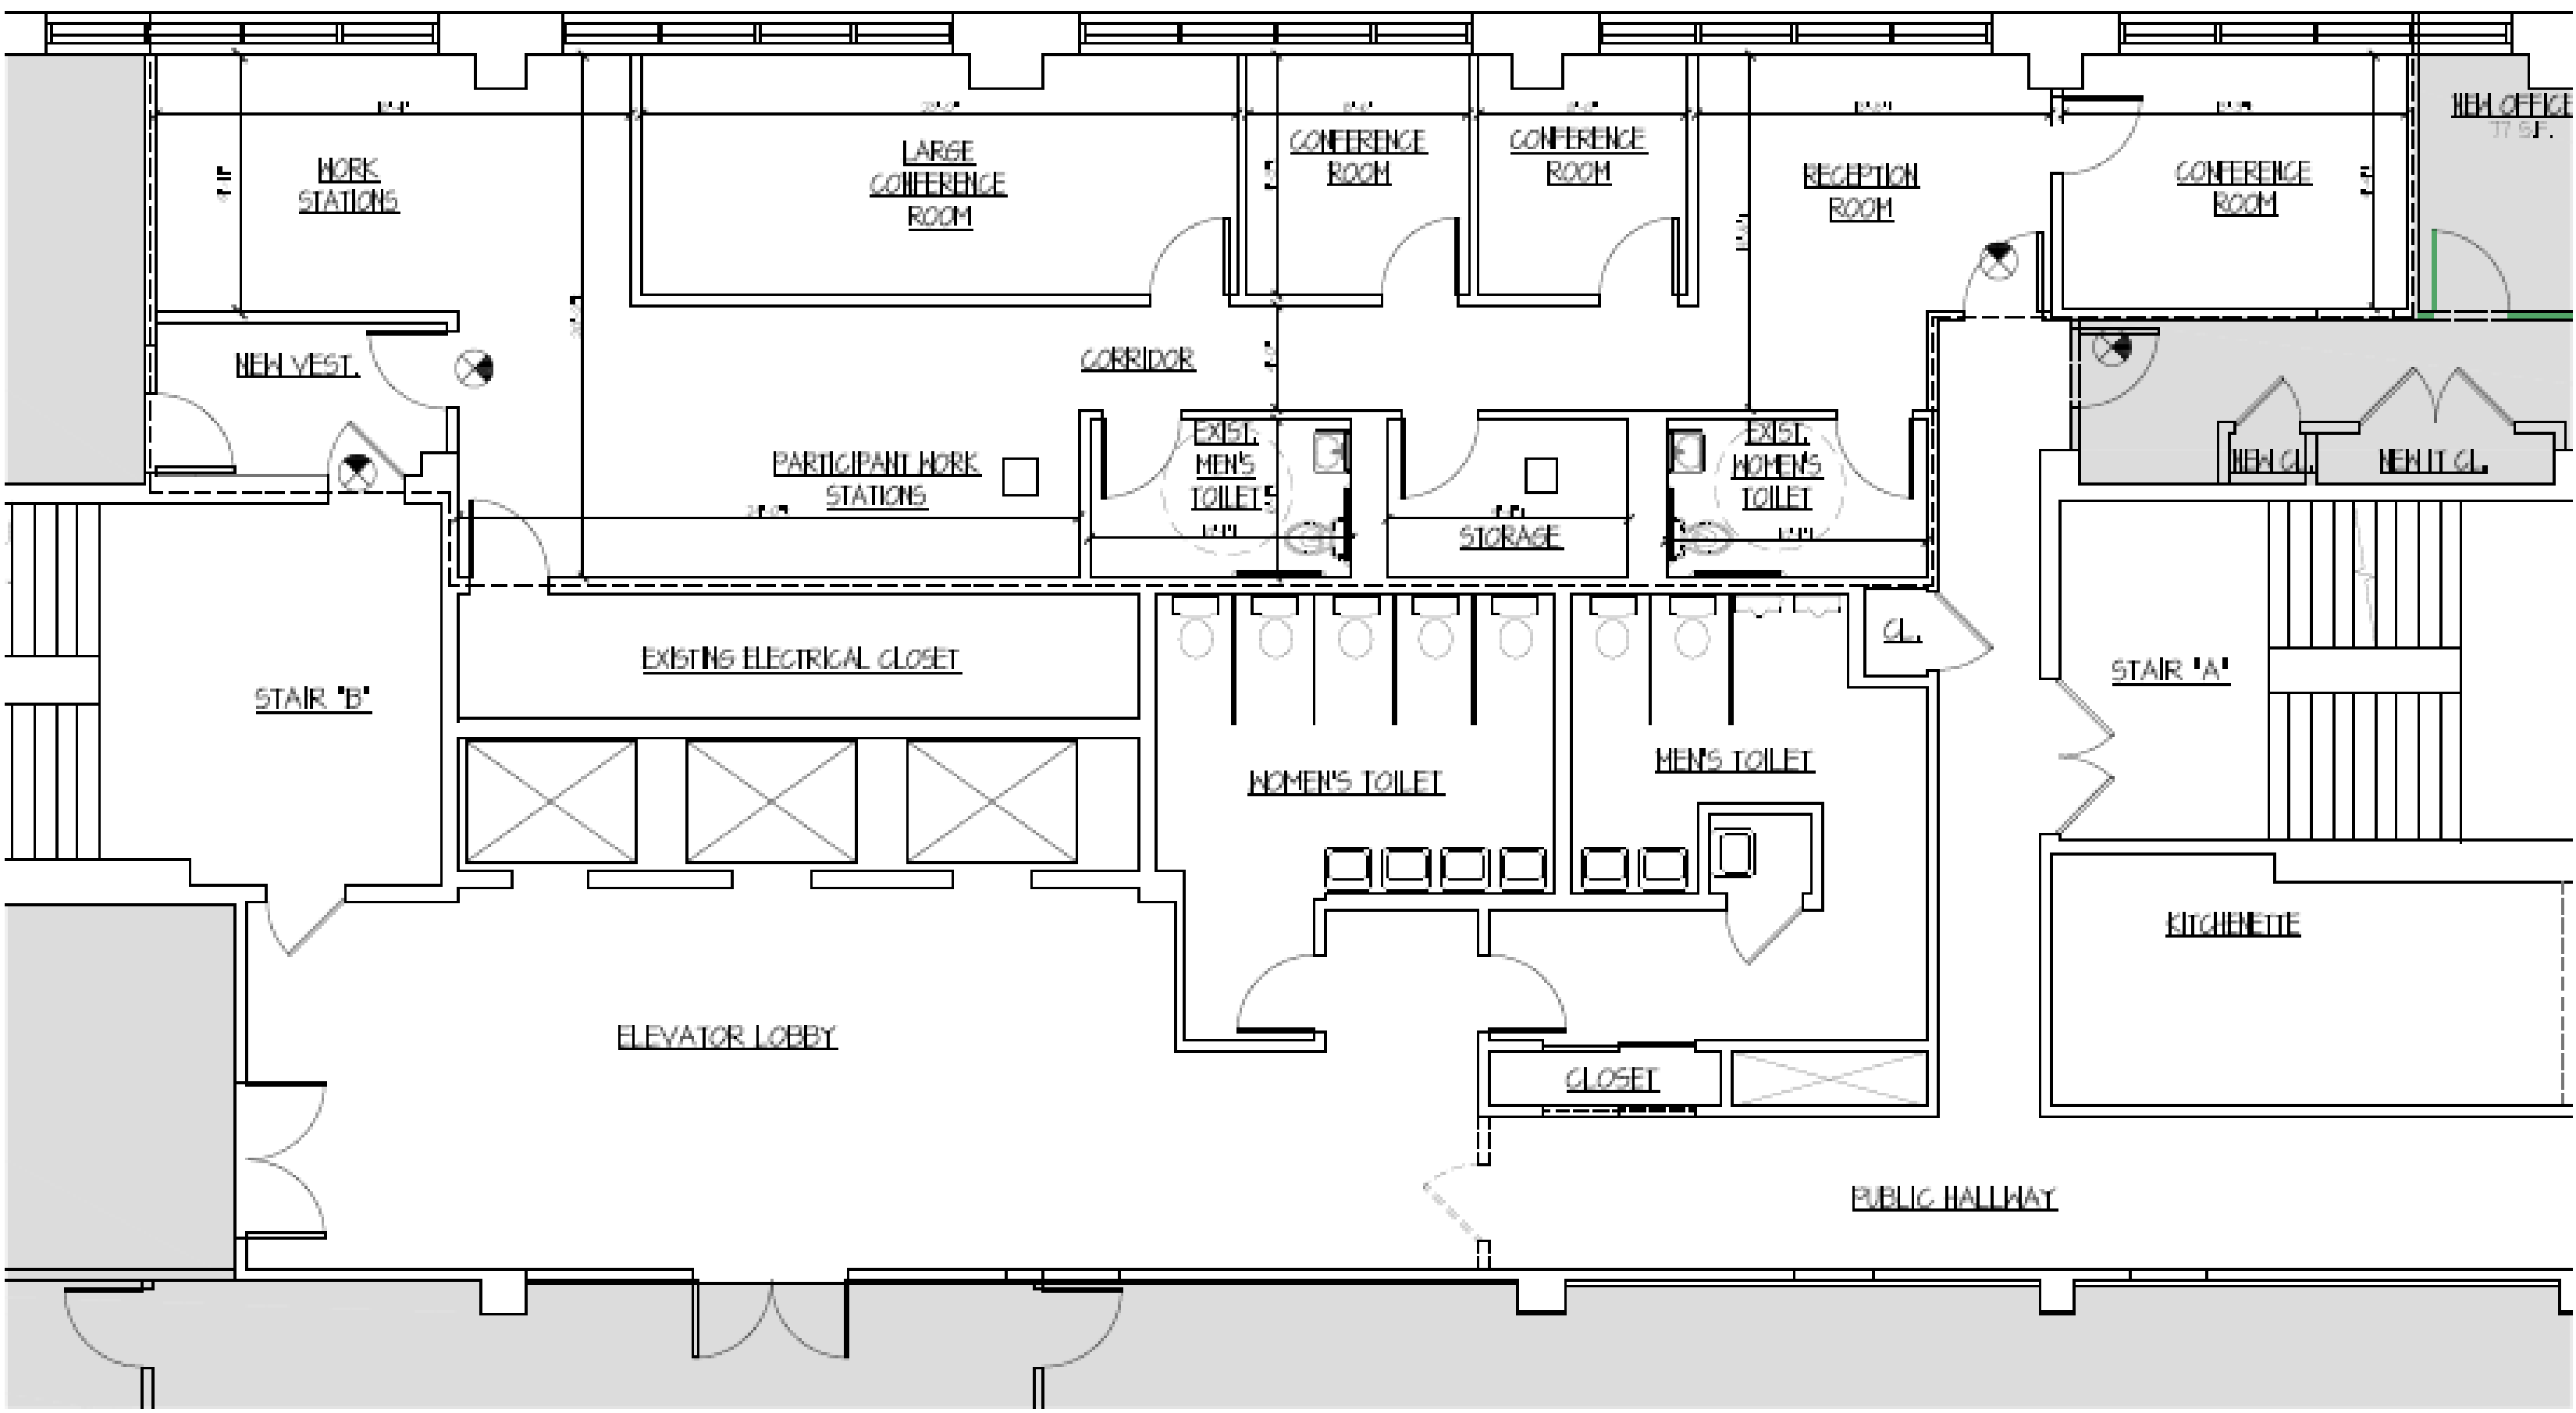 WORK
STATIONS
LARGE
CONFERENCE
ROOM
CONFERENCE
ROOM
CONFERENCE
ROOM
RECEPTION
ROOM
CONFERENCE
ROOM
NEW OFFICE
77 S.F.
NEW VEST.
CORRIDOR
PARTICIPANT WORK
STATIONS
EXIST.
MEN'S
TOILET
STORAGE
EXIST.
WOMEN'S
TOILET
NEW CL.
NEW IT CL.
EXISTING ELECTRICAL CLOSET
CL.
STAIR "B"
STAIR "A"
WOMEN'S TOILET
MEN'S TOILET
KITCHENETTE
ELEVATOR LOBBY
CLOSET
PUBLIC HALLWAY